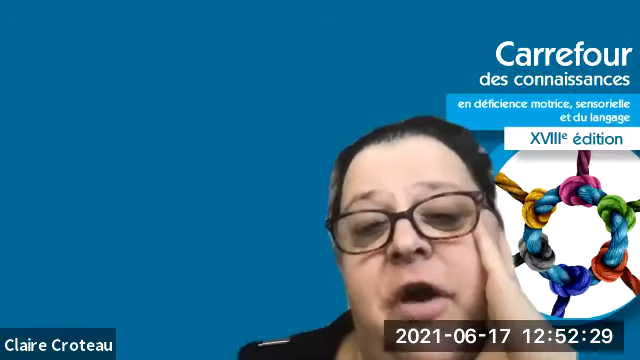 Carrefour
des connaissances
en déficience motrice, sensorielle
et du langage
XVIIIe édition
Claire Croteau
2021-06-17 12:52:29